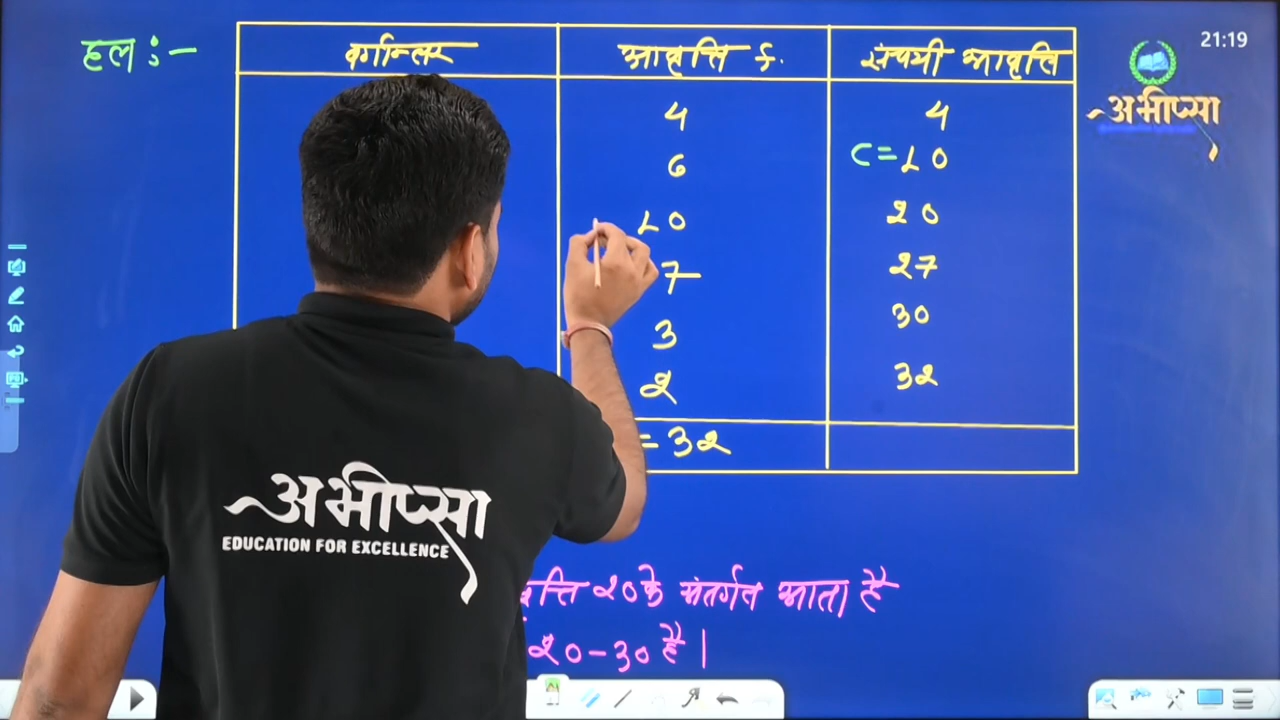 21:19
अभीप्सा
हल :-
वर्गान्तर आवृत्ति f. संचयी आवृत्ति
4 4
6 C = 10
10 20
7 27
3 30
2 32
= 32
20 के अंतर्गत आता है
20-30 है |
अभीप्सा
EDUCATION FOR EXCELLENCE